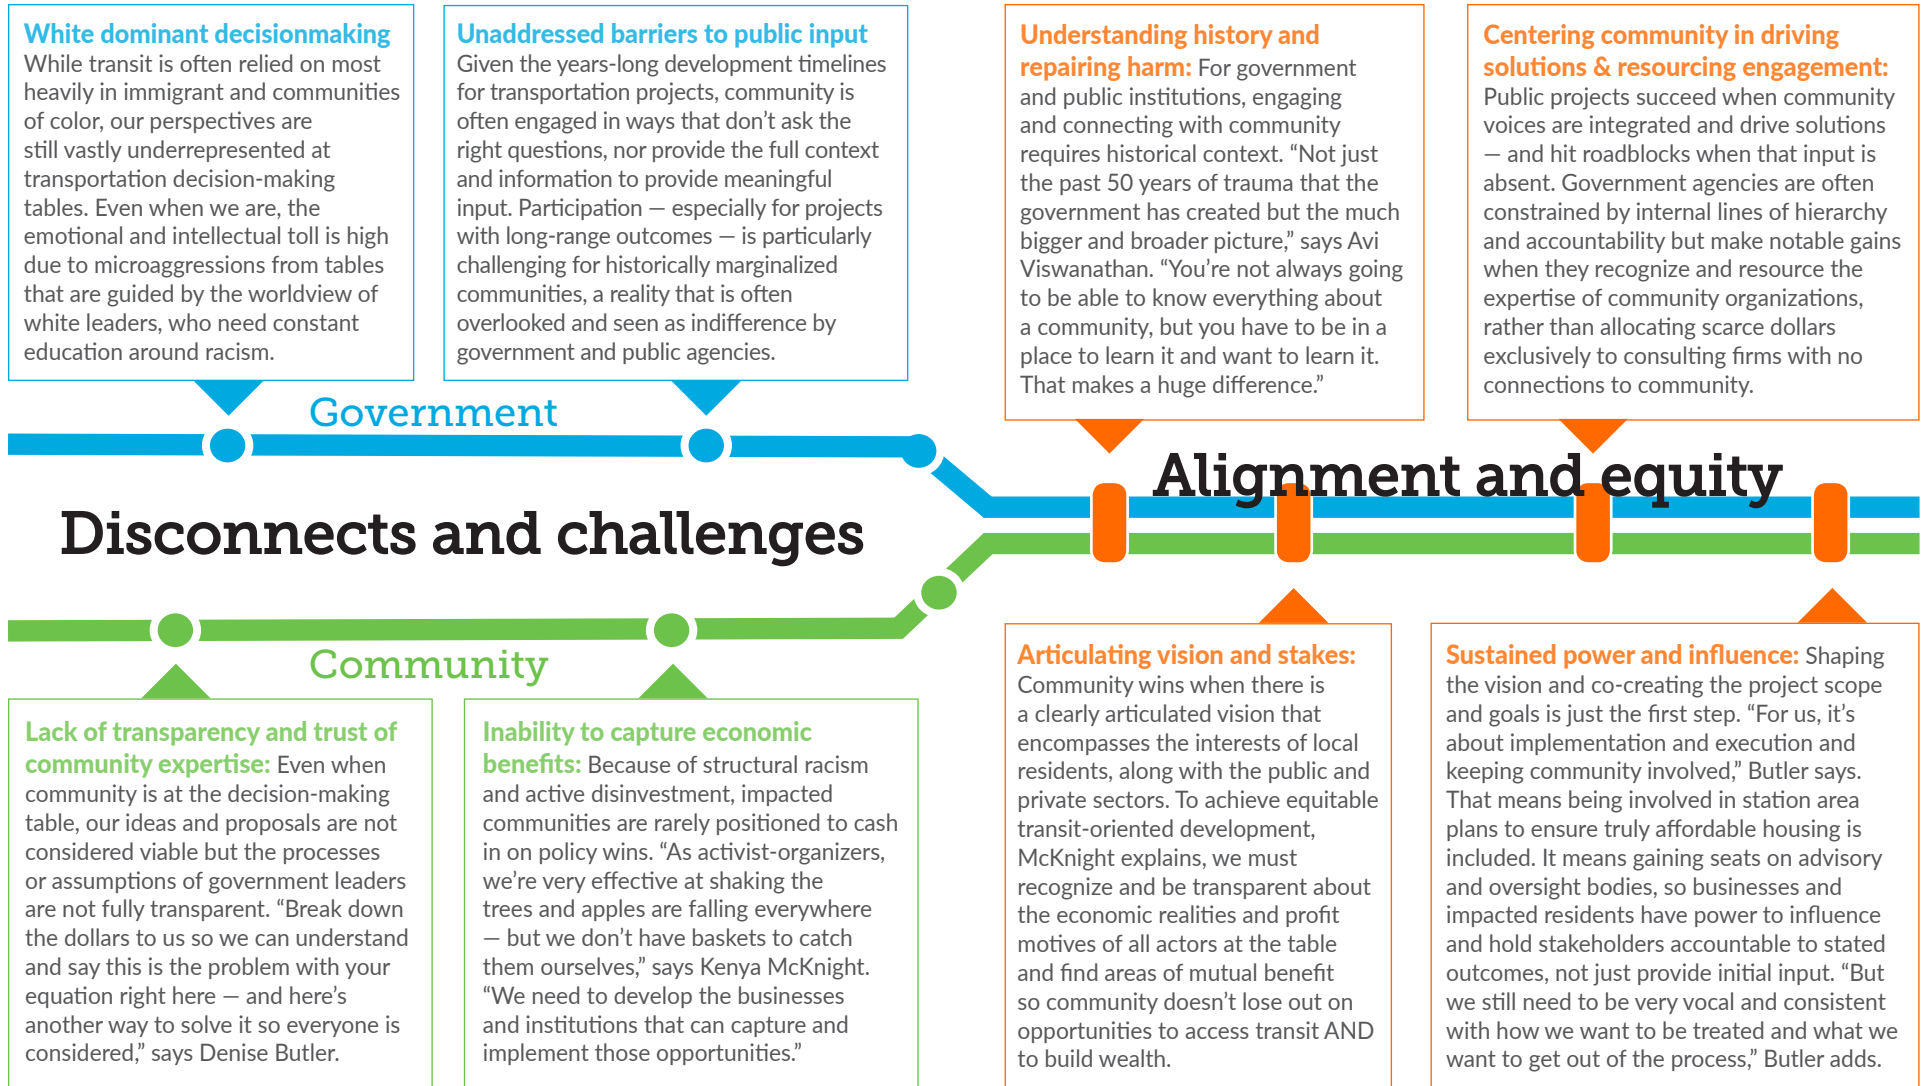 White dominant decisionmaking
While transit is often relied on most
heavily in immigrant and communities
of color, our perspectives are
still vastly underrepresented at
transportation decision-making
tables. Even when we are, the
emotional and intellectual toll is high
due to microaggressions from tables
that are guided by the worldview of
white leaders, who need constant
education around racism.
Unaddressed barriers to public input
Given the years-long development timelines
for transportation projects, community is
often engaged in ways that don’t ask the
right questions, nor provide the full context
and information to provide meaningful
input. Participation — especially for projects
with long-range outcomes — is particularly
challenging for historically marginalized
communities, a reality that is often
overlooked and seen as indifference by
government and public agencies.
Understanding history and
repairing harm: For government
and public institutions, engaging
and connecting with community
requires historical context. “Not just
the past 50 years of trauma that the
government has created but the much
bigger and broader picture,” says Avi
Viswanathan. “You’re not always going
to be able to know everything about
a community, but you have to be in a
place to learn it and want to learn it.
That makes a huge difference.”
Centering community in driving
solutions & resourcing engagement:
Public projects succeed when community
voices are integrated and drive solutions
— and hit roadblocks when that input is
absent. Government agencies are often
constrained by internal lines of hierarchy
and accountability but make notable gains
when they recognize and resource the
expertise of community organizations,
rather than allocating scarce dollars
exclusively to consulting firms with no
connections to community.
Government
Disconnects and challenges
Alignment and equity
Community
Lack of transparency and trust of
community expertise: Even when
community is at the decision-making
table, our ideas and proposals are not
considered viable but the processes
or assumptions of government leaders
are not fully transparent. “Break down
the dollars to us so we can understand
and say this is the problem with your
equation right here — and here’s
another way to solve it so everyone is
considered,” says Denise Butler.
Inability to capture economic
benefits: Because of structural racism
and active disinvestment, impacted
communities are rarely positioned to cash
in on policy wins. “As activist-organizers,
we’re very effective at shaking the
trees and apples are falling everywhere
— but we don’t have baskets to catch
them ourselves,” says Kenya McKnight.
“We need to develop the businesses
and institutions that can capture and
implement those opportunities.”
Articulating vision and stakes:
Community wins when there is
a clearly articulated vision that
encompasses the interests of local
residents, along with the public and
private sectors. To achieve equitable
transit-oriented development,
McKnight explains, we must
recognize and be transparent about
the economic realities and profit
motives of all actors at the table
and find areas of mutual benefit
so community doesn’t lose out on
opportunities to access transit AND
to build wealth.
Sustained power and influence: Shaping
the vision and co-creating the project scope
and goals is just the first step. “For us, it’s
about implementation and execution and
keeping community involved,” Butler says.
That means being involved in station area
plans to ensure truly affordable housing is
included. It means gaining seats on advisory
and oversight bodies, so businesses and
impacted residents have power to influence
and hold stakeholders accountable to stated
outcomes, not just provide initial input. “But
we still need to be very vocal and consistent
with how we want to be treated and what we
want to get out of the process,” Butler adds.